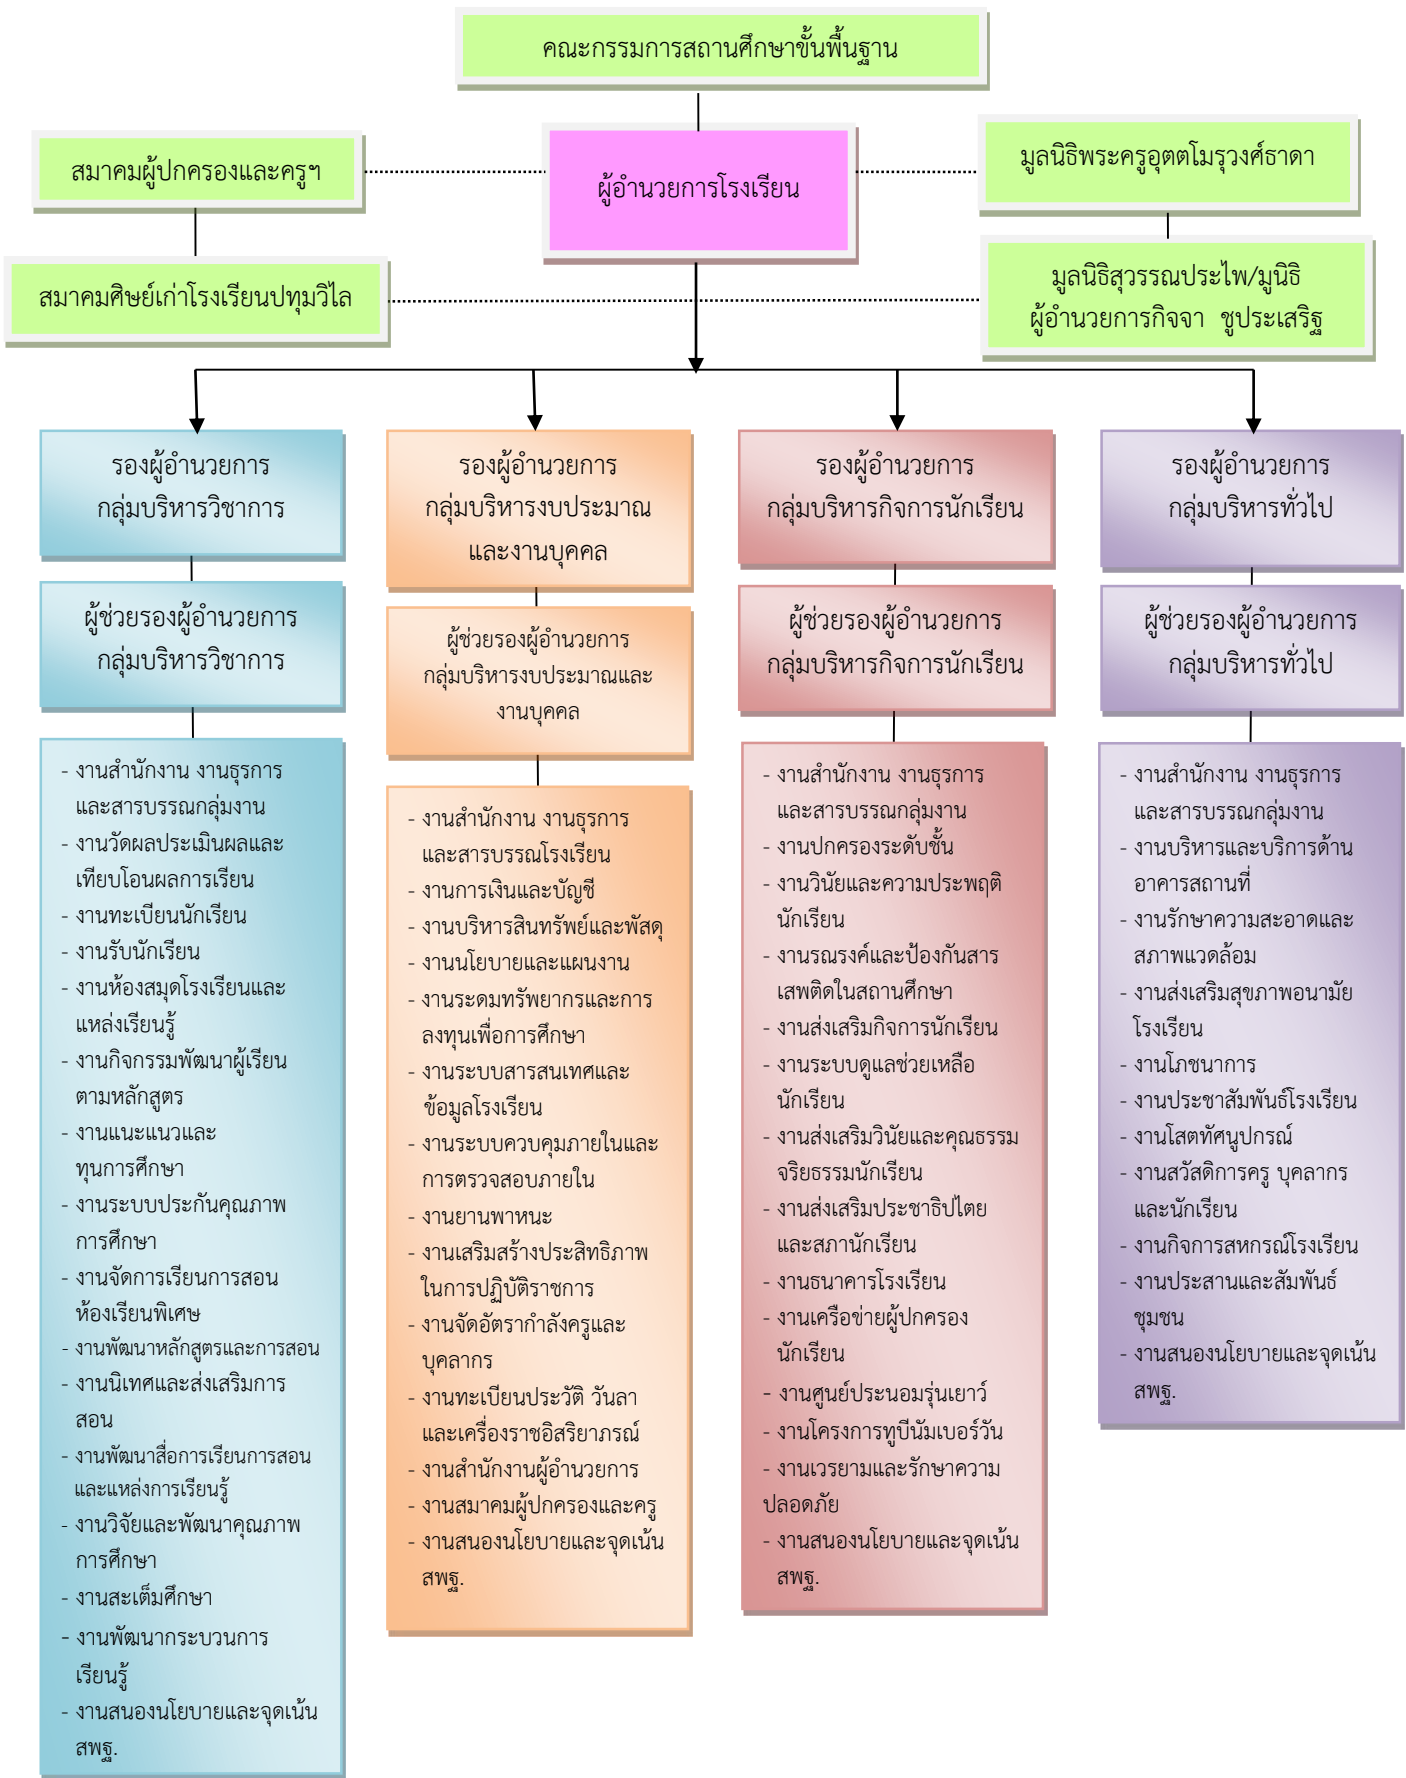 คณะกรรมการสถานศึกษาขั้นพื้นฐาน
สมาคมผู้ปกครองและครูฯ
ผู้อำนวยการโรงเรียน
มูลนิธิพระครูอุตตโมรุวงศ์ธาดา
สมาคมศิษย์เก่าโรงเรียนปทุมวิไล
มูลนิธิสุวรรณประไพ/มูนิธิ
ผู้อำนวยการกิจจา ชูประเสริฐ
รองผู้อำนวยการ
กลุ่มบริหารวิชาการ
รองผู้อำนวยการ
กลุ่มบริหารงบประมาณ
และงานบุคคล
รองผู้อำนวยการ
กลุ่มบริหารกิจการนักเรียน
รองผู้อำนวยการ
กลุ่มบริหารทั่วไป
ผู้ช่วยรองผู้อำนวยการ
กลุ่มบริหารวิชาการ
ผู้ช่วยรองผู้อำนวยการ
กลุ่มบริหารงบประมาณและ
งานบุคคล
ผู้ช่วยรองผู้อำนวยการ
กลุ่มบริหารกิจการนักเรียน
ผู้ช่วยรองผู้อำนวยการ
กลุ่มบริหารทั่วไป
- งานสำนักงาน งานธุรการ
และสารบรรณกลุ่มงาน
- งานวัดผลประเมินผลและ
เทียบโอนผลการเรียน
- งานทะเบียนนักเรียน
- งานรับนักเรียน
- งานห้องสมุดโรงเรียนและ
แหล่งเรียนรู้
- งานกิจกรรมพัฒนาผู้เรียน
ตามหลักสูตร
- งานแนะแนวและ
ทุนการศึกษา
- งานระบบประกันคุณภาพ
การศึกษา
- งานจัดการเรียนการสอน
ห้องเรียนพิเศษ
- งานพัฒนาหลักสูตรและการสอน
- งานนิเทศและส่งเสริมการ
สอน
- งานพัฒนาสื่อการเรียนการสอน
และแหล่งการเรียนรู้
- งานวิจัยและพัฒนาคุณภาพ
การศึกษา
- งานสะเต็มศึกษา
- งานพัฒนากระบวนการ
เรียนรู้
- งานสนองนโยบายและจุดเน้น
สพฐ.
- งานสำนักงาน งานธุรการ
และสารบรรณโรงเรียน
- งานการเงินและบัญชี
- งานบริหารสินทรัพย์และพัสดุ
- งานนโยบายและแผนงาน
- งานระดมทรัพยากรและการ
ลงทุนเพื่อการศึกษา
- งานระบบสารสนเทศและ
ข้อมูลโรงเรียน
- งานระบบควบคุมภายในและ
การตรวจสอบภายใน
- งานยานพาหนะ
- งานเสริมสร้างประสิทธิภาพ
ในการปฏิบัติราชการ
- งานจัดอัตรากำลังครูและ
บุคลากร
- งานทะเบียนประวัติ วันลา
และเครื่องราชอิสริยาภรณ์
- งานสำนักงานผู้อำนวยการ
- งานสมาคมผู้ปกครองและครู
- งานสนองนโยบายและจุดเน้น
สพฐ.
- งานสำนักงาน งานธุรการ
และสารบรรณกลุ่มงาน
- งานปกครองระดับชั้น
- งานวินัยและความประพฤติ
นักเรียน
- งานรณรงค์และป้องกันสาร
เสพติดในสถานศึกษา
- งานส่งเสริมกิจการนักเรียน
- งานระบบดูแลช่วยเหลือ
นักเรียน
- งานส่งเสริมวินัยและคุณธรรม
จริยธรรมนักเรียน
- งานส่งเสริมประชาธิปไตย
และสภานักเรียน
- งานธนาคารโรงเรียน
- งานเครือข่ายผู้ปกครอง
นักเรียน
- งานศูนย์ประนอมรุ่นเยาว์
- งานโครงการทูบีนัมเบอร์วัน
- งานเวรยามและรักษาความ
ปลอดภัย
- งานสนองนโยบายและจุดเน้น
สพฐ.
- งานสำนักงาน งานธุรการ
และสารบรรณกลุ่มงาน
- งานบริหารและบริการด้าน
อาคารสถานที่
- งานรักษาความสะอาดและ
สภาพแวดล้อม
- งานส่งเสริมสุขภาพอนามัย
โรงเรียน
- งานโภชนาการ
- งานประชาสัมพันธ์โรงเรียน
- งานโสตทัศนูปกรณ์
- งานสวัสดิการครู บุคลากร
และนักเรียน
- งานกิจการสหกรณ์โรงเรียน
- งานประสานและสัมพันธ์
ชุมชน
- งานสนองนโยบายและจุดเน้น
สพฐ.